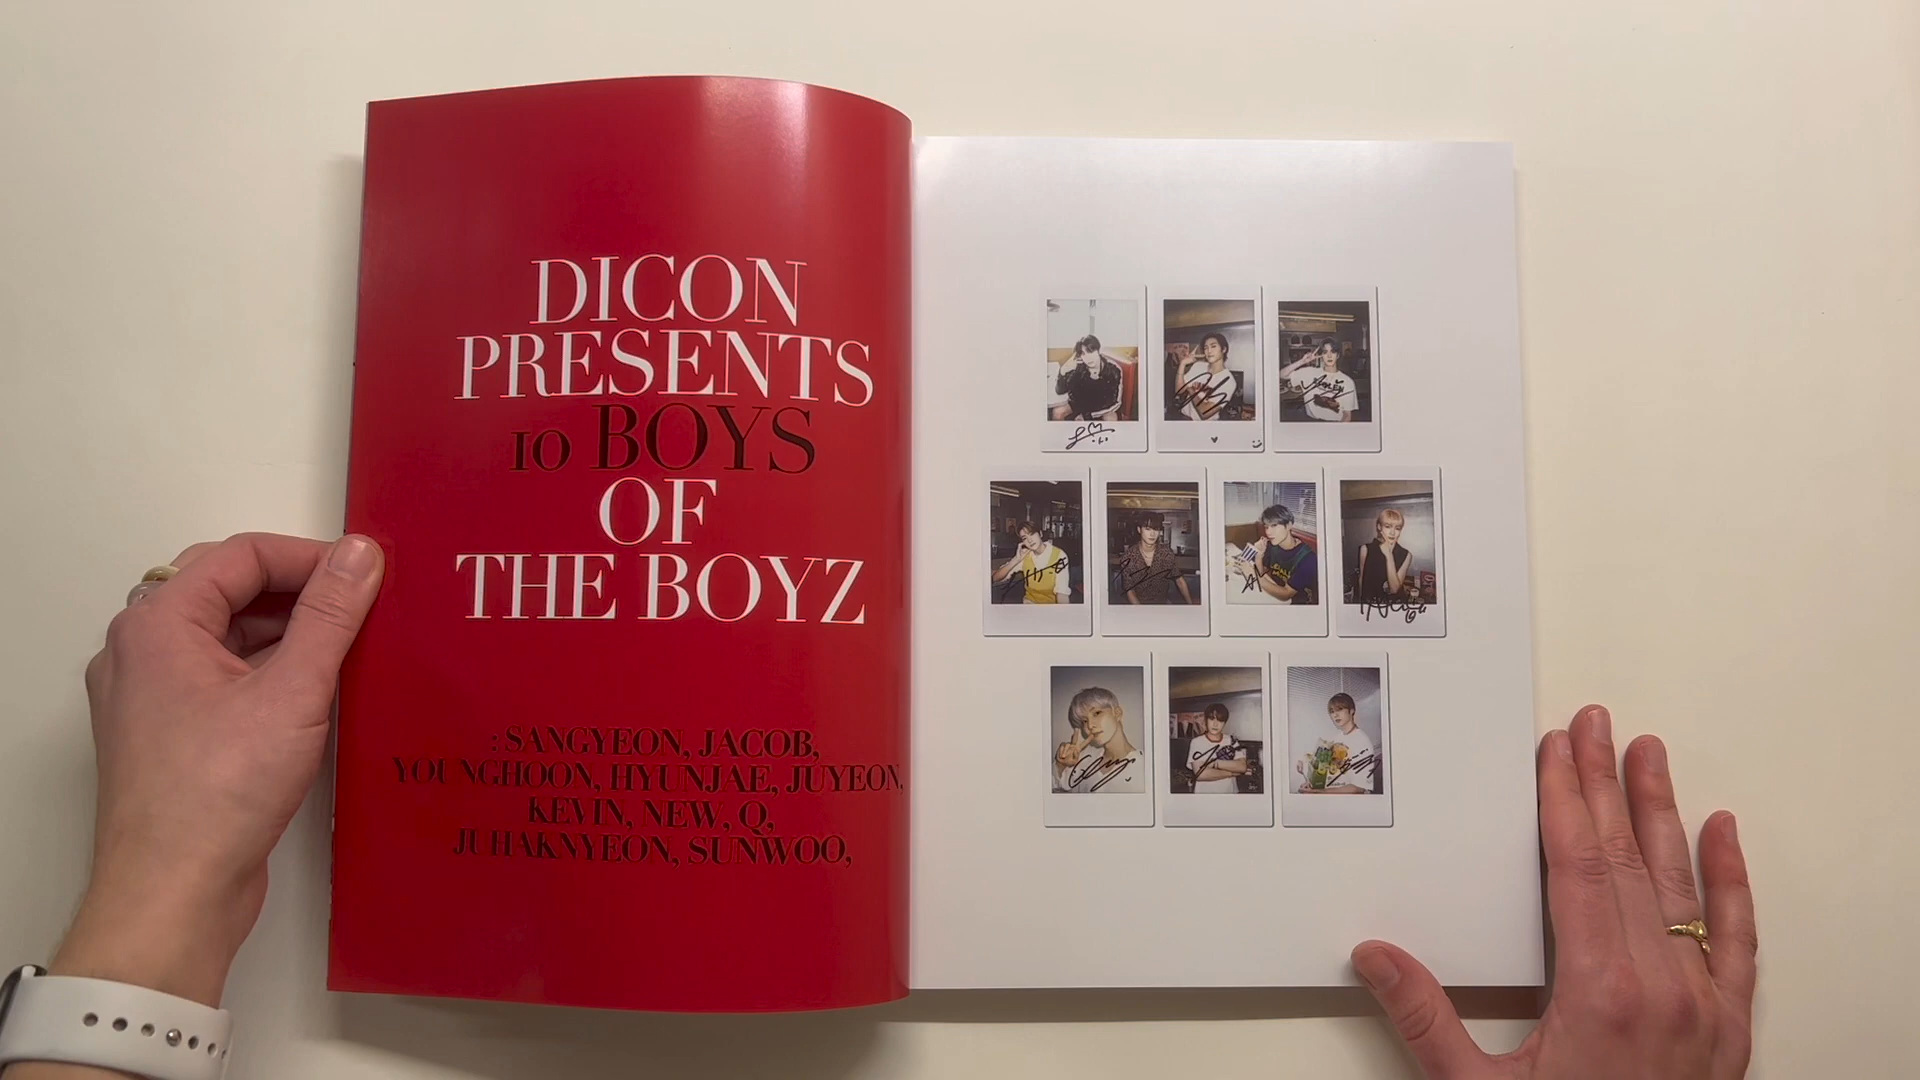 DICON
PRESENTS
10 BOYS
OF
THE BOYZ
: SANGYEON, JACOB,
YOUNGHOON, HYUNJAE, JUYEON,
KEVIN, NEW, Q,
JU HAKNYEON, SUNWOO,